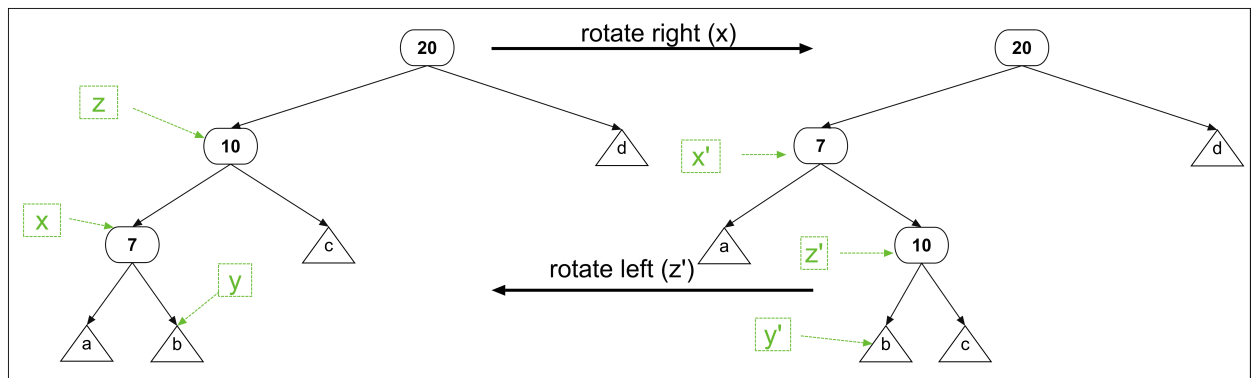 rotate right (x)
20
20
z
10
d
x'
7
d
x
7
c
a
z'
10
y
rotate left (z')
a
b
y'
b
c